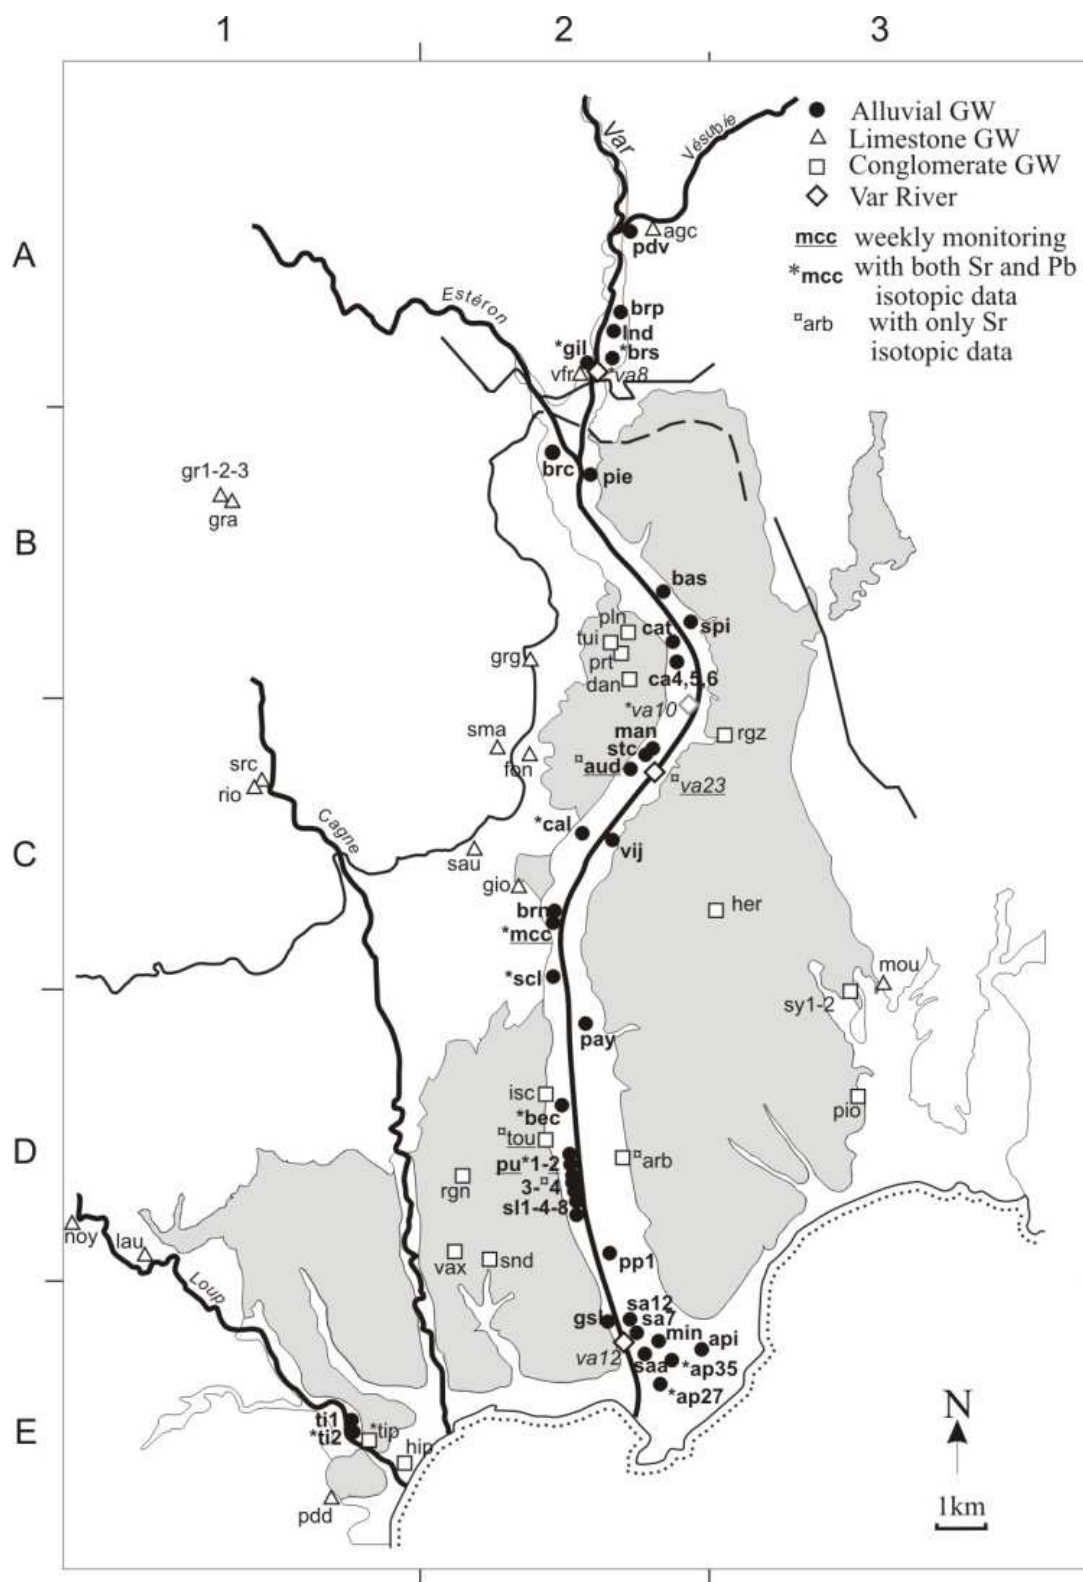 1 2 3
Alluvial GW
Limestone GW
Conglomerate GW
Var River
mcc weekly monitoring
*mcc with both Sr and Pb
isotopic data
¤arb with only Sr
isotopic data
Var
Vésubie
A
agc
pdv
Estéron
brp
lnd
*gil *brs
vfr *va8
brc pie
gr1-2-3
gra
B
bas
pln cat spi
tui
grg prt
dan ca4,5,6
*va10
sma man rgz
stc
fon ¤aud
src ¤va23
rio
Cagne
*cal
C
sau vij
gio
brn her
*mcc
*scl mou
sy1-2
pay
isc
*bec pio
¤tou
D
pu*1-2 ¤arb
rgn 3-¤4
sl1-4-8
noy
lau
vax snd pp1
Loup
sa12
gsl sa7
min api
va12 saa *ap35
*ap27
N
E
ti1
*ti2 *tip
hip
1km
pdd